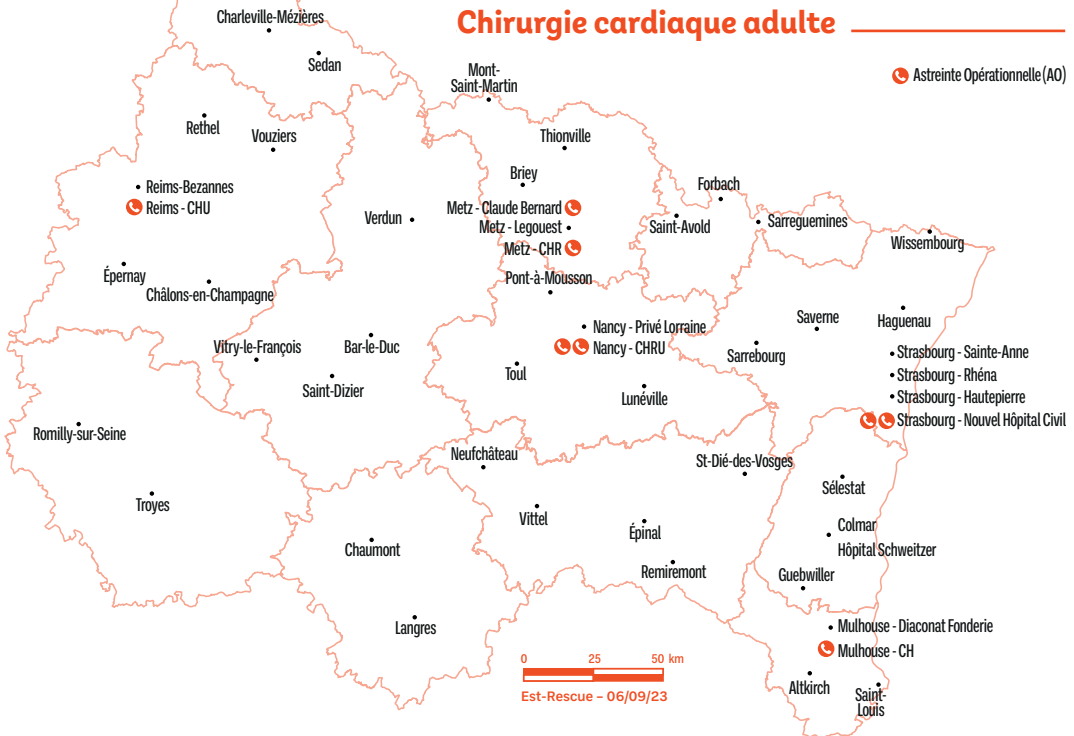 Chirurgie cardiaque adulte
Astreinte Opérationnelle (AO)
Charleville-Mézières
Sedan
Mont-
Saint-Martin
Rethel
Vouziers
Thionville
Briey
Reims-Bezannes
Reims - CHU
Verdun
Metz - Claude Bernard
Metz - Legouest
Metz - CHR
Forbach
Saint-Avold
Sarreguemines
Wissembourg
Épernay
Châlons-en-Champagne
Pont-à-Mousson
Vitry-le-François
Bar-le-Duc
Saint-Dizier
Nancy - Privé Lorraine
Nancy - CHRU
Toul
Lunéville
Saverne
Haguenau
Sarrebourg
Strasbourg - Sainte-Anne
Strasbourg - Rhéna
Strasbourg - Hautepierre
Strasbourg - Nouvel Hôpital Civil
Romilly-sur-Seine
Troyes
Neufchâteau
St-Dié-des-Vosges
Vittel
Épinal
Remiremont
Sélestat
Colmar
Hôpital Schweitzer
Guebwiller
Chaumont
Langres
Mulhouse - Diaconat Fonderie
Mulhouse - CH
Altkirch
Saint-
Louis
0 25 50 km
Est-Rescue – 06/09/23